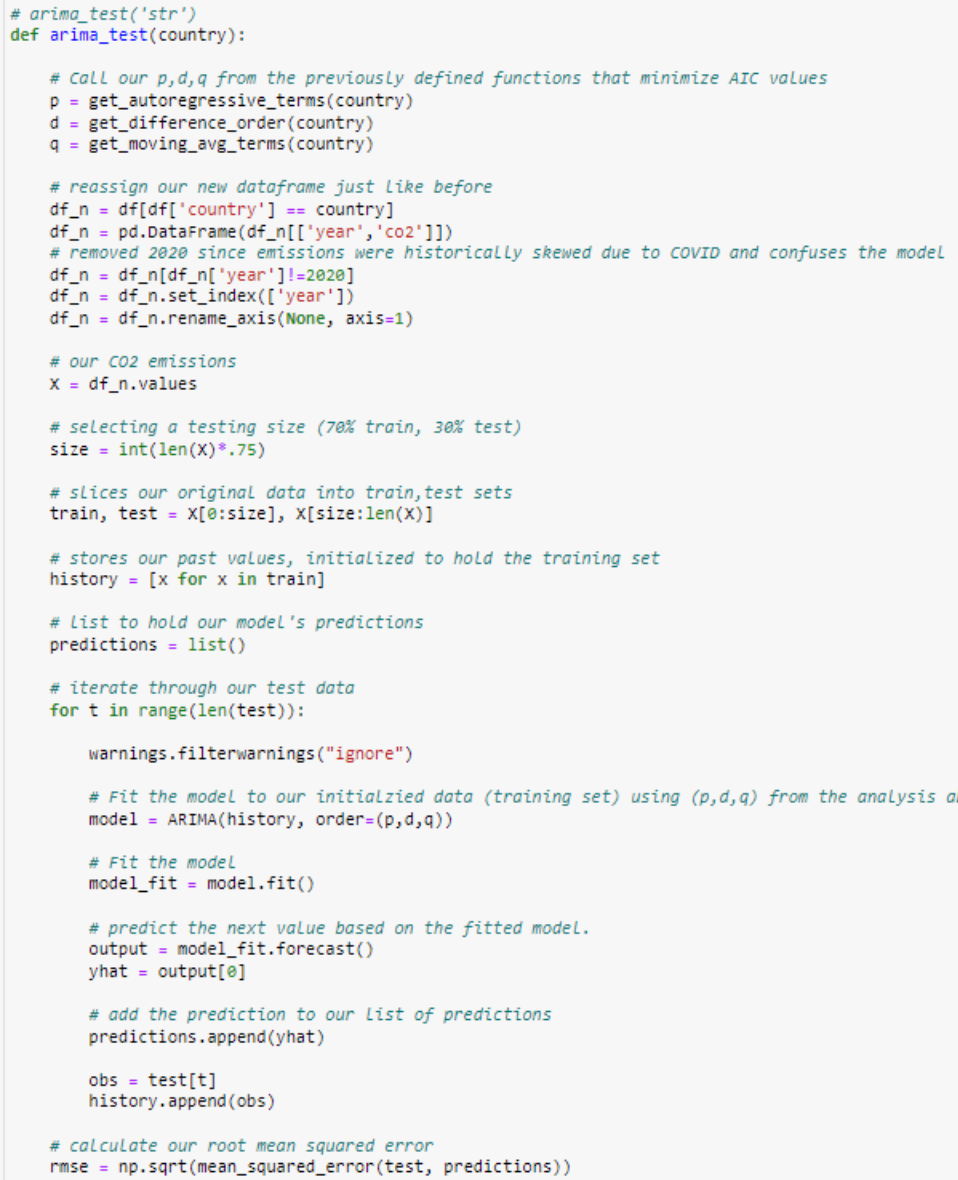 # arima_test('str')
def arima_test(country):
    # Call our p,d,q from the previously defined functions that minimize AIC values
    p = get_autoregressive_terms(country)
    d = get_difference_order(country)
    q = get_moving_avg_terms(country)
    # reassign our new dataframe just like before
    df_n = df[df['country'] == country]
    df_n = pd.DataFrame(df_n[['year','co2']])
    # removed 2020 since emissions were historically skewed due to COVID and confuses the model
    df_n = df_n[df_n['year']!=2020]
    df_n = df_n.set_index(['year'])
    df_n = df_n.rename_axis(None, axis=1)
    # our CO2 emissions
    X = df_n.values
    # selecting a testing size (70% train, 30% test)
    size = int(len(X)*.75)
    # slices our original data into train,test sets
    train, test = X[0:size], X[size:len(X)]
    # stores our past values, initialized to hold the training set
    history = [x for x in train]
    # list to hold our model's predictions
    predictions = list()
    # iterate through our test data
    for t in range(len(test)):
        warnings.filterwarnings("ignore")
        # Fit the model to our initialzied data (training set) using (p,d,q) from the analysis
        model = ARIMA(history, order=(p,d,q))
        # Fit the model
        model_fit = model.fit()
        # predict the next value based on the fitted model.
        output = model_fit.forecast()
        yhat = output[0]
        # add the prediction to our list of predictions
        predictions.append(yhat)
        obs = test[t]
        history.append(obs)
    # calculate our root mean squared error
    rmse = np.sqrt(mean_squared_error(test, predictions))